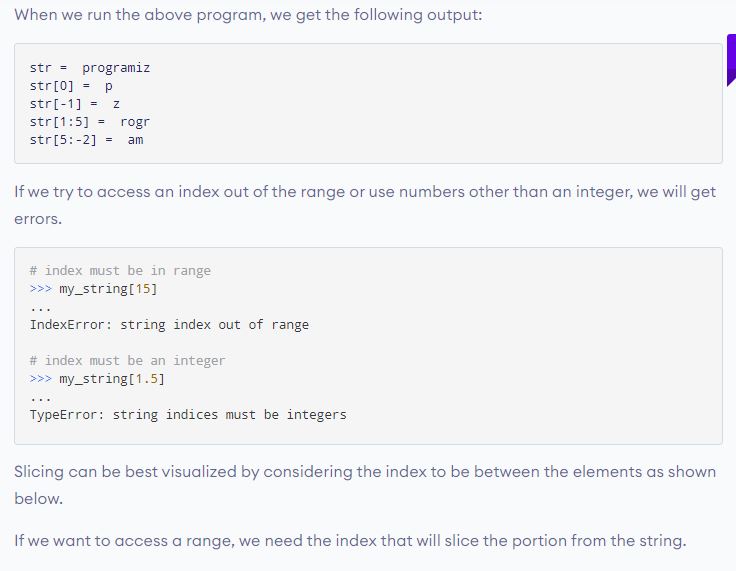 When we run the above program, we get the following output:
str =  programiz
str[0] =  p
str[-1] =  z
str[1:5] =  rogr
str[5:-2] =  am
If we try to access an index out of the range or use numbers other than an integer, we will get
errors.
# index must be in range
>>> my_string[15]
...
IndexError: string index out of range
# index must be an integer
>>> my_string[1.5]
...
TypeError: string indices must be integers
Slicing can be best visualized by considering the index to be between the elements as shown
below.
If we want to access a range, we need the index that will slice the portion from the string.